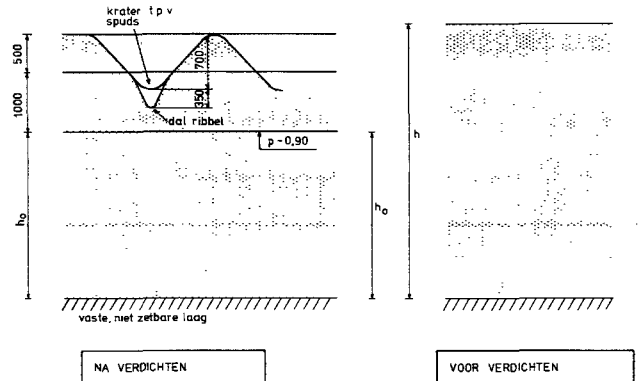 krater t p v
spuds
500
1000
700
350
dal ribbel
p-0,90
h₀
h₀
h
vaste, niet zetbare laag
NA VERDICHTEN
VOOR VERDICHTEN